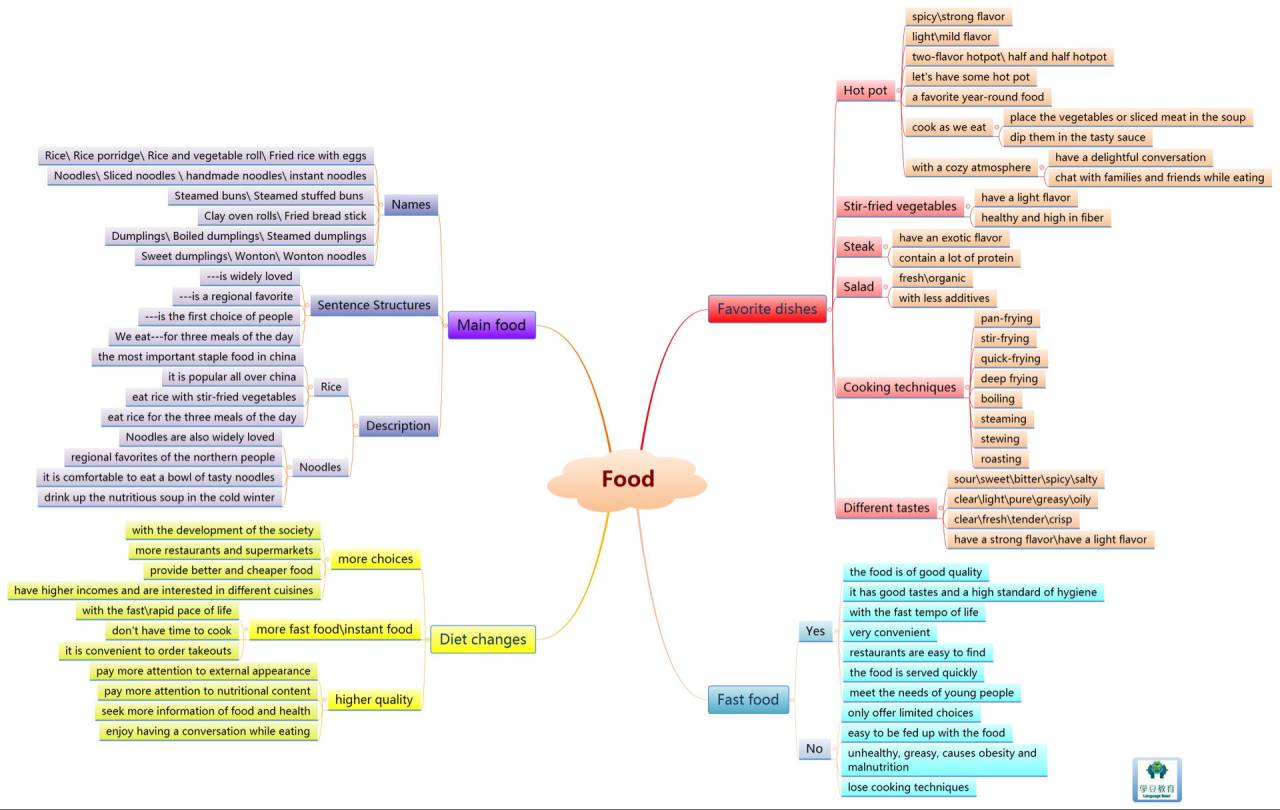 Food
Favorite dishes
Hot pot
spicy\strong flavor
light\mild flavor
two-flavor hotpot\ half and half hotpot
let's have some hot pot
a favorite year-round food
cook as we eat
place the vegetables or sliced meat in the soup
dip them in the tasty sauce
with a cozy atmosphere
have a delightful conversation
chat with families and friends while eating
Stir-fried vegetables
have a light flavor
healthy and high in fiber
Steak
have an exotic flavor
contain a lot of protein
Salad
fresh\organic
with less additives
Cooking techniques
pan-frying
stir-frying
quick-frying
deep frying
boiling
steaming
stewing
roasting
Different tastes
sour\sweet\bitter\spicy\salty
clear\light\pure\greasy\oily
clear\fresh\tender\crisp
have a strong flavor\have a light flavor
Fast food
Yes
the food is of good quality
it has good tastes and a high standard of hygiene
with the fast tempo of life
very convenient
restaurants are easy to find
the food is served quickly
meet the needs of young people
No
only offer limited choices
easy to be fed up with the food
unhealthy, greasy, causes obesity and
malnutrition
lose cooking techniques
Main food
Names
Rice\ Rice porridge\ Rice and vegetable roll\ Fried rice with eggs
Noodles\ Sliced noodles \ handmade noodles\ instant noodles
Steamed buns\ Steamed stuffed buns
Clay oven rolls\ Fried bread stick
Dumplings\ Boiled dumplings\ Steamed dumplings
Sweet dumplings\ Wonton\ Wonton noodles
Sentence Structures
---is widely loved
---is a regional favorite
---is the first choice of people
We eat---for three meals of the day
Description
Rice
the most important staple food in china
it is popular all over china
eat rice with stir-fried vegetables
eat rice for the three meals of the day
Noodles
Noodles are also widely loved
regional favorites of the northern people
it is comfortable to eat a bowl of tasty noodles
drink up the nutritious soup in the cold winter
Diet changes
more choices
with the development of the society
more restaurants and supermarkets
provide better and cheaper food
have higher incomes and are interested in different cuisines
more fast food\instant food
with the fast\rapid pace of life
don't have time to cook
it is convenient to order takeouts
higher quality
pay more attention to external appearance
pay more attention to nutritional content
seek more information of food and health
enjoy having a conversation while eating
学豆教育
Language Bean